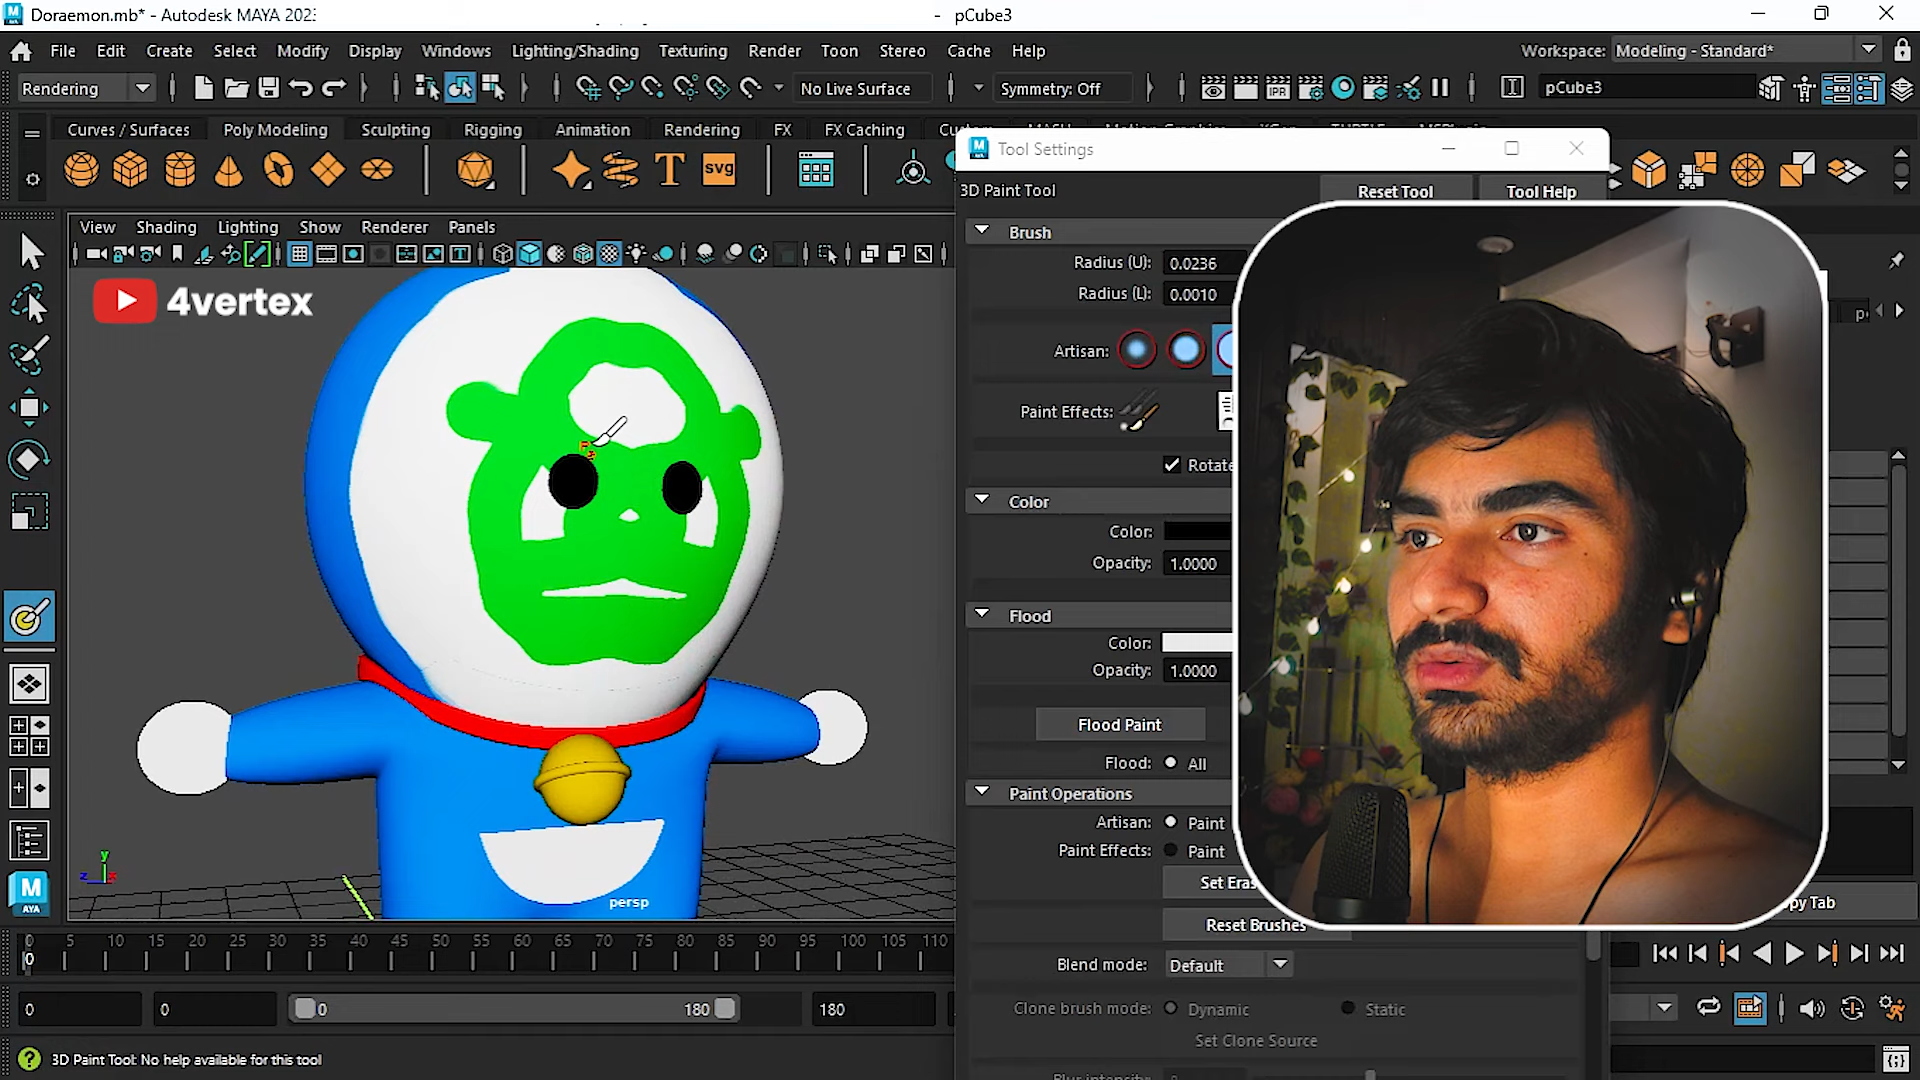 Doraemon.mb* - Autodesk MAYA 202
- pCube3
File Edit Create Select Modify Display Windows Lighting/Shading Texturing Render Toon Stereo Cache Help
Workspace: Modeling - Standard*
Rendering
No Live Surface
Symmetry: Off
IPR
pCube3
Curves / Surfaces Poly Modeling Sculpting Rigging Animation Rendering FX FX Caching
T svg
Tool Settings
3D Paint Tool
Reset Tool
Tool Help
View Shading Lighting Show Renderer Panels
4vertex
Brush
Radius (U): 0.0236
Radius (L): 0.0010
Artisan:
Paint Effects:
Rotate
Color
Color:
Opacity: 1.0000
Flood
Color:
Opacity: 1.0000
Flood Paint
Flood: All
Paint Operations
Artisan: Paint
Paint Effects: Paint
Set Eras
Reset Brushes
Blend mode: Default
Clone brush mode: Dynamic Static
Set Clone Source
py Tab
y
z
persp
M
AYA
0 5 10 15 20 25 30 35 40 45 50 55 60 65 70 75 80 85 90 95 100 105 110
0
0 0 0 180 180
3D Paint Tool: No help available for this tool